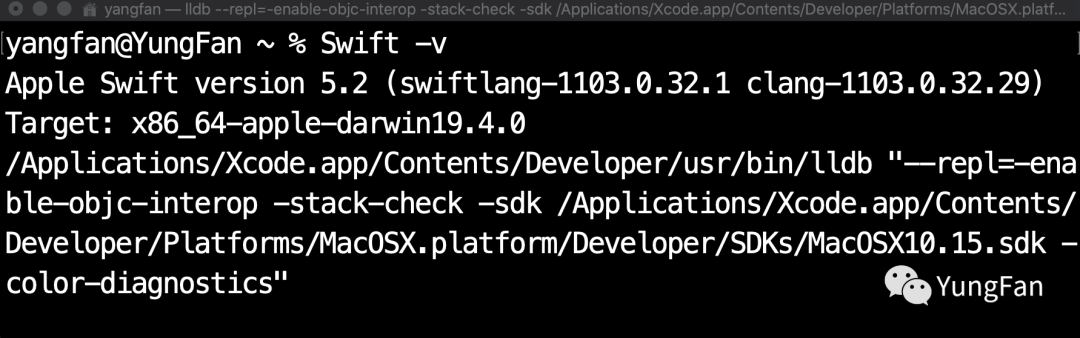 yangfan — lldb --repl=-enable-objc-interop -stack-check -sdk /Applications/Xcode.app/Contents/Developer/Platforms/MacOSX.platf...
yangfan@YungFan ~ % Swift -v
Apple Swift version 5.2 (swiftlang-1103.0.32.1 clang-1103.0.32.29)
Target: x86_64-apple-darwin19.4.0
/Applications/Xcode.app/Contents/Developer/usr/bin/lldb "--repl=-ena
ble-objc-interop -stack-check -sdk /Applications/Xcode.app/Contents/
Developer/Platforms/MacOSX.platform/Developer/SDKs/MacOSX10.15.sdk -
color-diagnostics"
YungFan